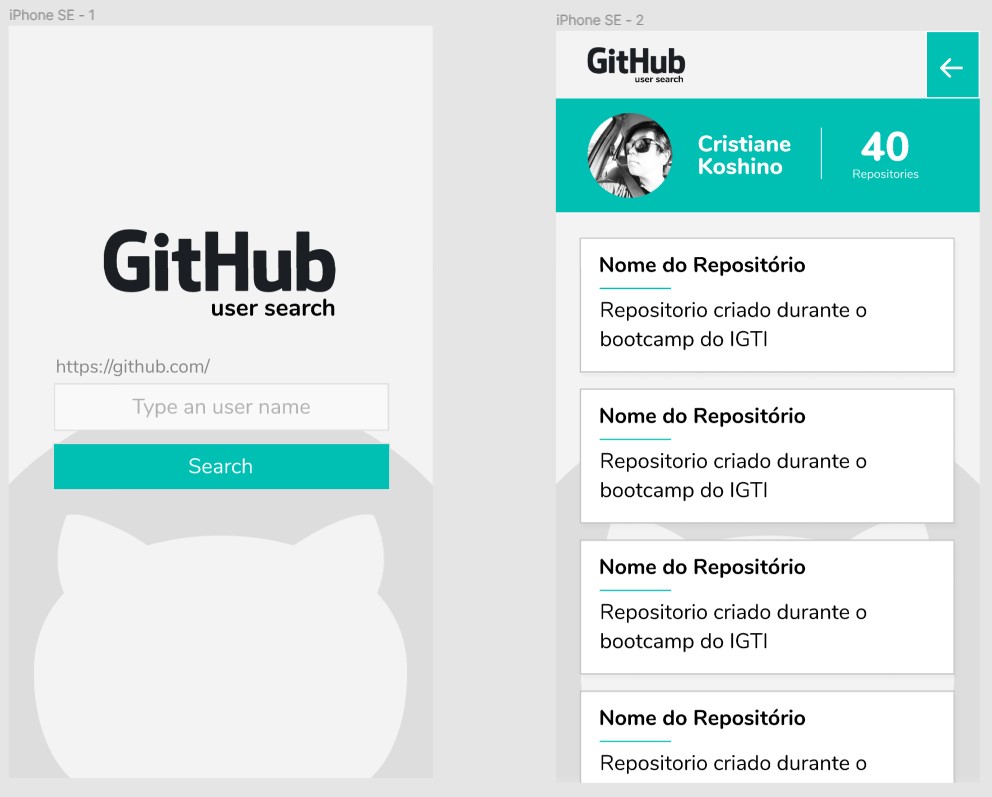 iPhone SE - 1
GitHub
user search
https://github.com/
Type an user name
Search
iPhone SE - 2
GitHub
user search
Cristiane
Koshino
40
Repositories
Nome do Repositório
Repositorio criado durante o
bootcamp do IGTI
Nome do Repositório
Repositorio criado durante o
bootcamp do IGTI
Nome do Repositório
Repositorio criado durante o
bootcamp do IGTI
Nome do Repositório
Repositorio criado durante o